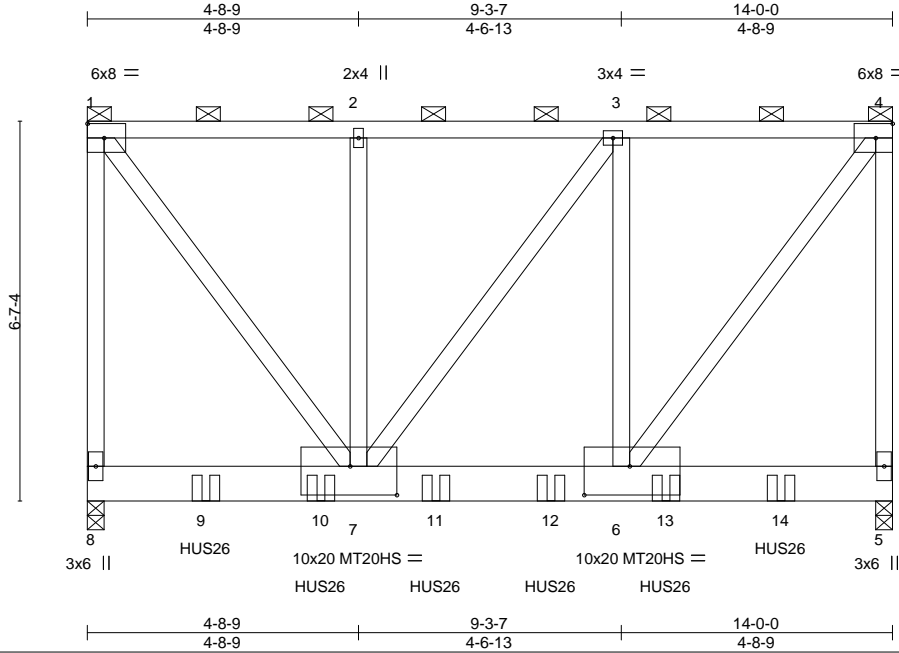 4-8-9 9-3-7 14-0-0
4-8-9 4-6-13 4-8-9
6x8 = 2x4 || 3x4 = 6x8 =
1 2 3 4
6-7-4
9 10 11 12 13 14
8 7 6 5
HUS26 HUS26
3x6 || 10x20 MT20HS = 10x20 MT20HS = 3x6 ||
HUS26 HUS26 HUS26 HUS26
4-8-9 9-3-7 14-0-0
4-8-9 4-6-13 4-8-9